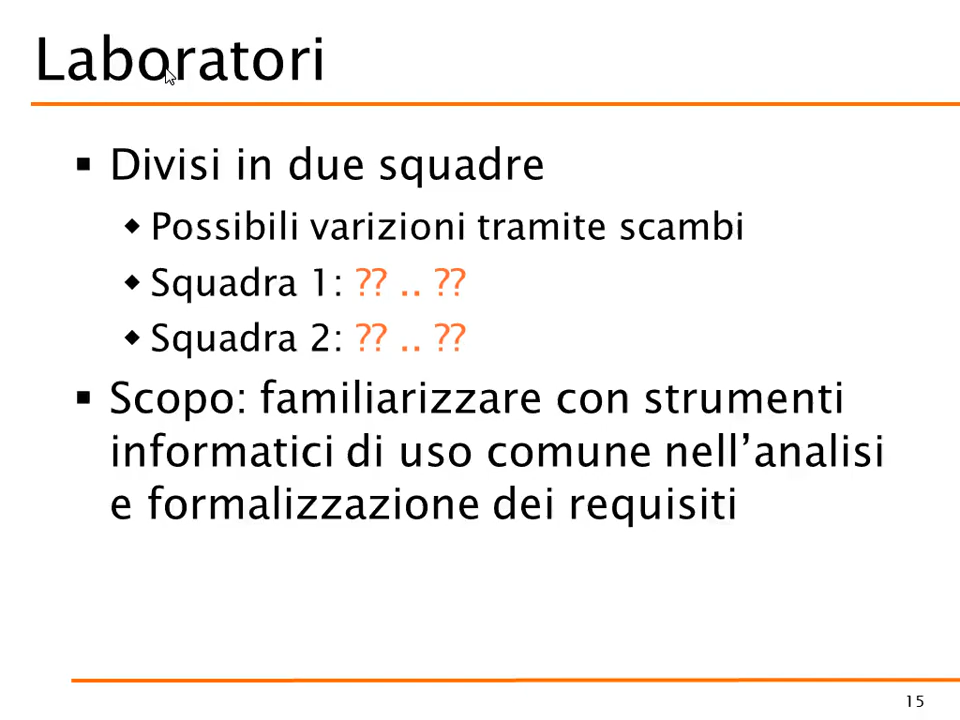 Laboratori
Divisi in due squadre
Possibili varizioni tramite scambi
Squadra 1: ?? .. ??
Squadra 2: ?? .. ??
Scopo: familiarizzare con strumenti
informatici di uso comune nell’analisi
e formalizzazione dei requisiti
15